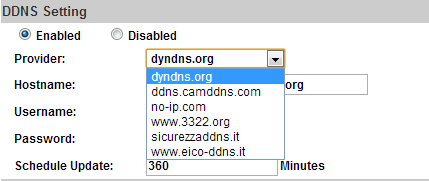 DDNS Setting
Enabled Disabled
Provider: dyndns.org
dyndns.org
ddns.camddns.com
no-ip.com
www.3322.org
sicurezzaddns.it
www.eico-ddns.it
Hostname: org
Username:
Password:
Schedule Update: 360 Minutes